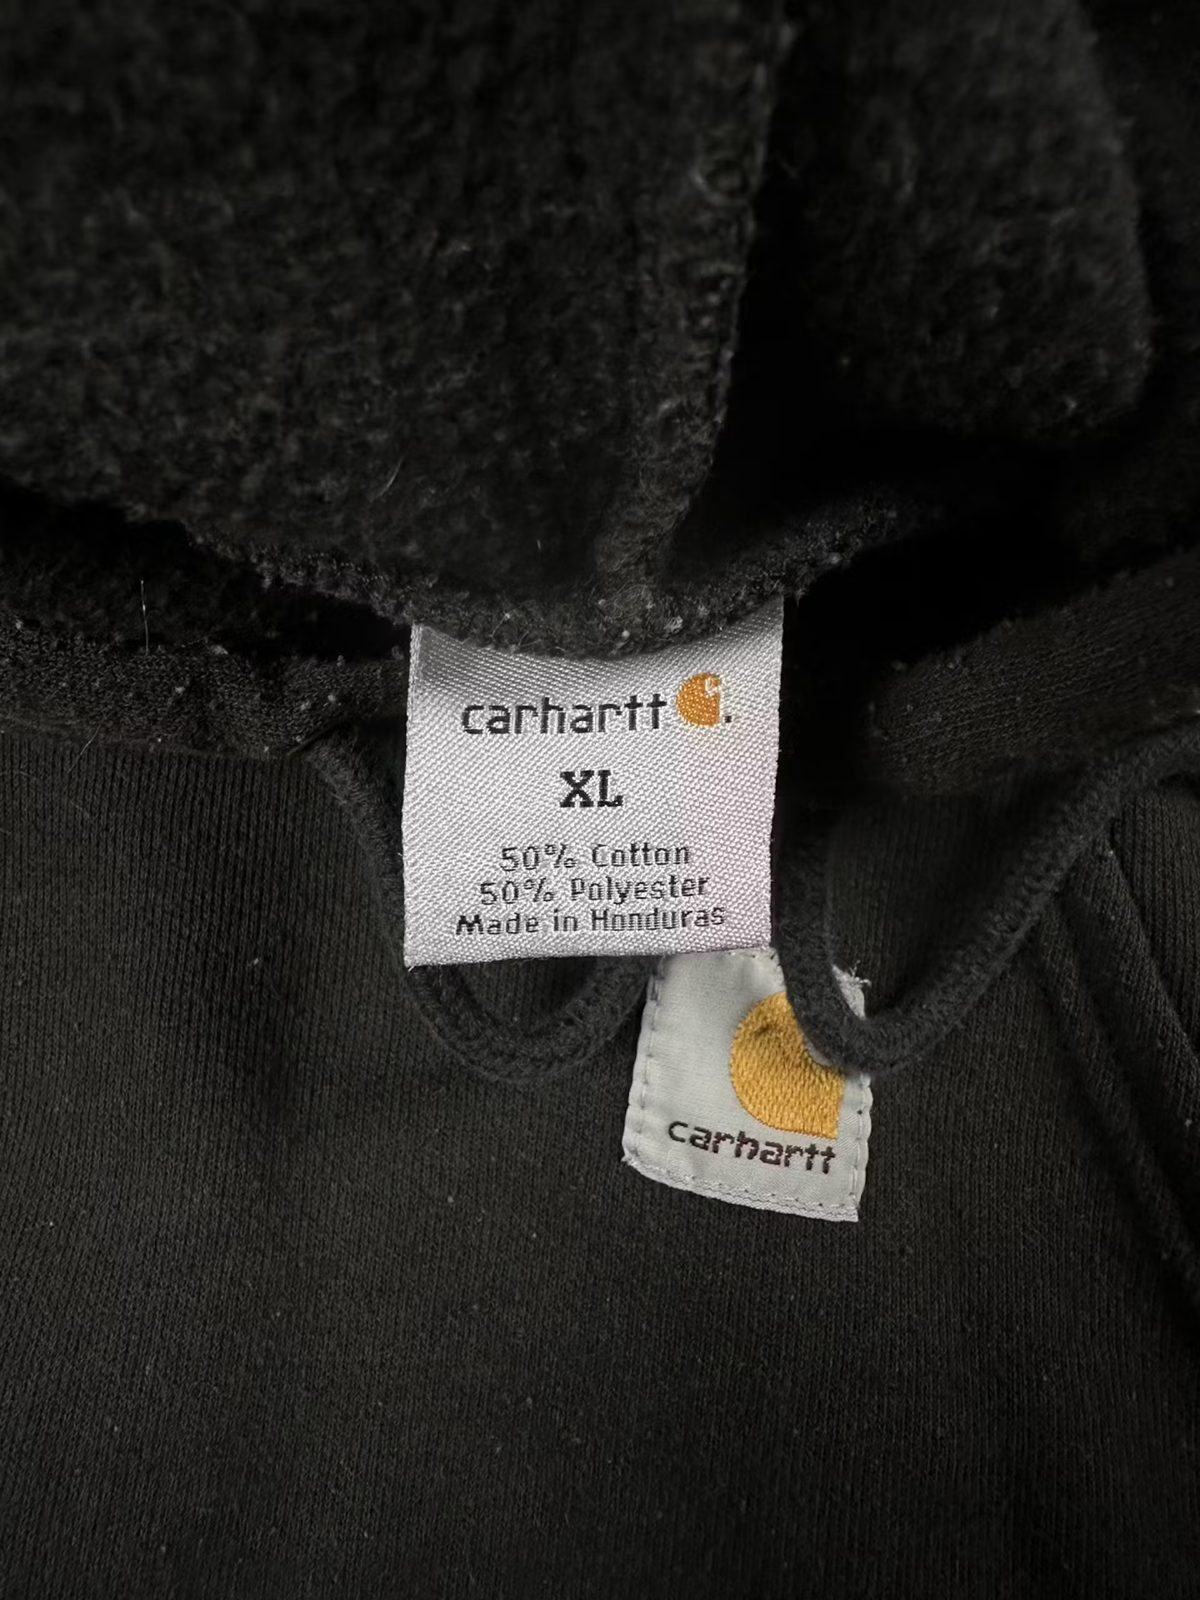 carhartt
XL
50% Cotton
50% Polyester
Made in Honduras
carhartt